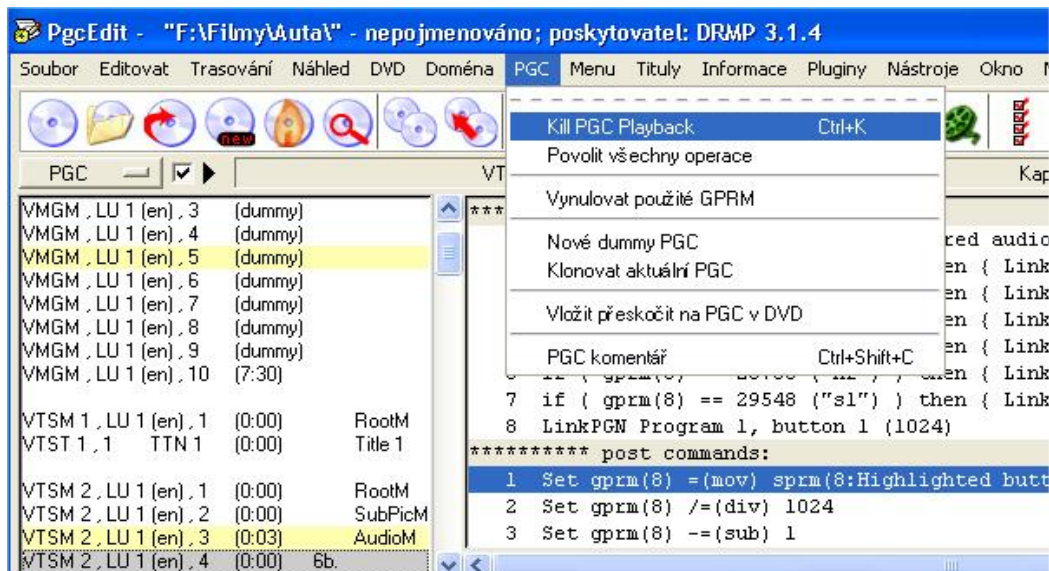 PgcEdit - "F:\Filmy\Auta\" - nepojmenováno; poskytovatel: DRMP 3.1.4
Soubor Editovat Trasování Náhled DVD Doména PGC Menu Tituly Informace Pluginy Nástroje Okno
new
PGC VT Kap
Kill PGC Playback Ctrl+K
Povolit všechny operace
Vynulovat použité GPRM
Nové dummy PGC
Klonovat aktuální PGC
Vložit přeskočit na PGC v DVD
PGC komentář Ctrl+Shift+C
VMGM , LU 1 (en) , 3 (dummy)
VMGM , LU 1 (en) , 4 (dummy)
VMGM , LU 1 (en) , 5 (dummy)
VMGM , LU 1 (en) , 6 (dummy)
VMGM , LU 1 (en) , 7 (dummy)
VMGM , LU 1 (en) , 8 (dummy)
VMGM , LU 1 (en) , 9 (dummy)
VMGM , LU 1 (en) , 10 (7:30)
VTSM 1 , LU 1 (en) , 1 (0:00) RootM
VTST 1 , 1 TTN 1 (0:00) Title 1
VTSM 2 , LU 1 (en) , 1 (0:00) RootM
VTSM 2 , LU 1 (en) , 2 (0:00) SubPicM
VTSM 2 , LU 1 (en) , 3 (0:03) AudioM
VTSM 2 , LU 1 (en) , 4 (0:00) 6b.
***
red audio
en { Link
en { Link
en { Link
en { Link
en { Link
7 if ( gprm(8) == 29548 ("sl") ) then { Link
8 LinkPGN Program 1, button 1 (1024)
********** post commands:
1 Set gprm(8) =(mov) sprm(8:Highlighted butt
2 Set gprm(8) /=(div) 1024
3 Set gprm(8) -=(sub) 1